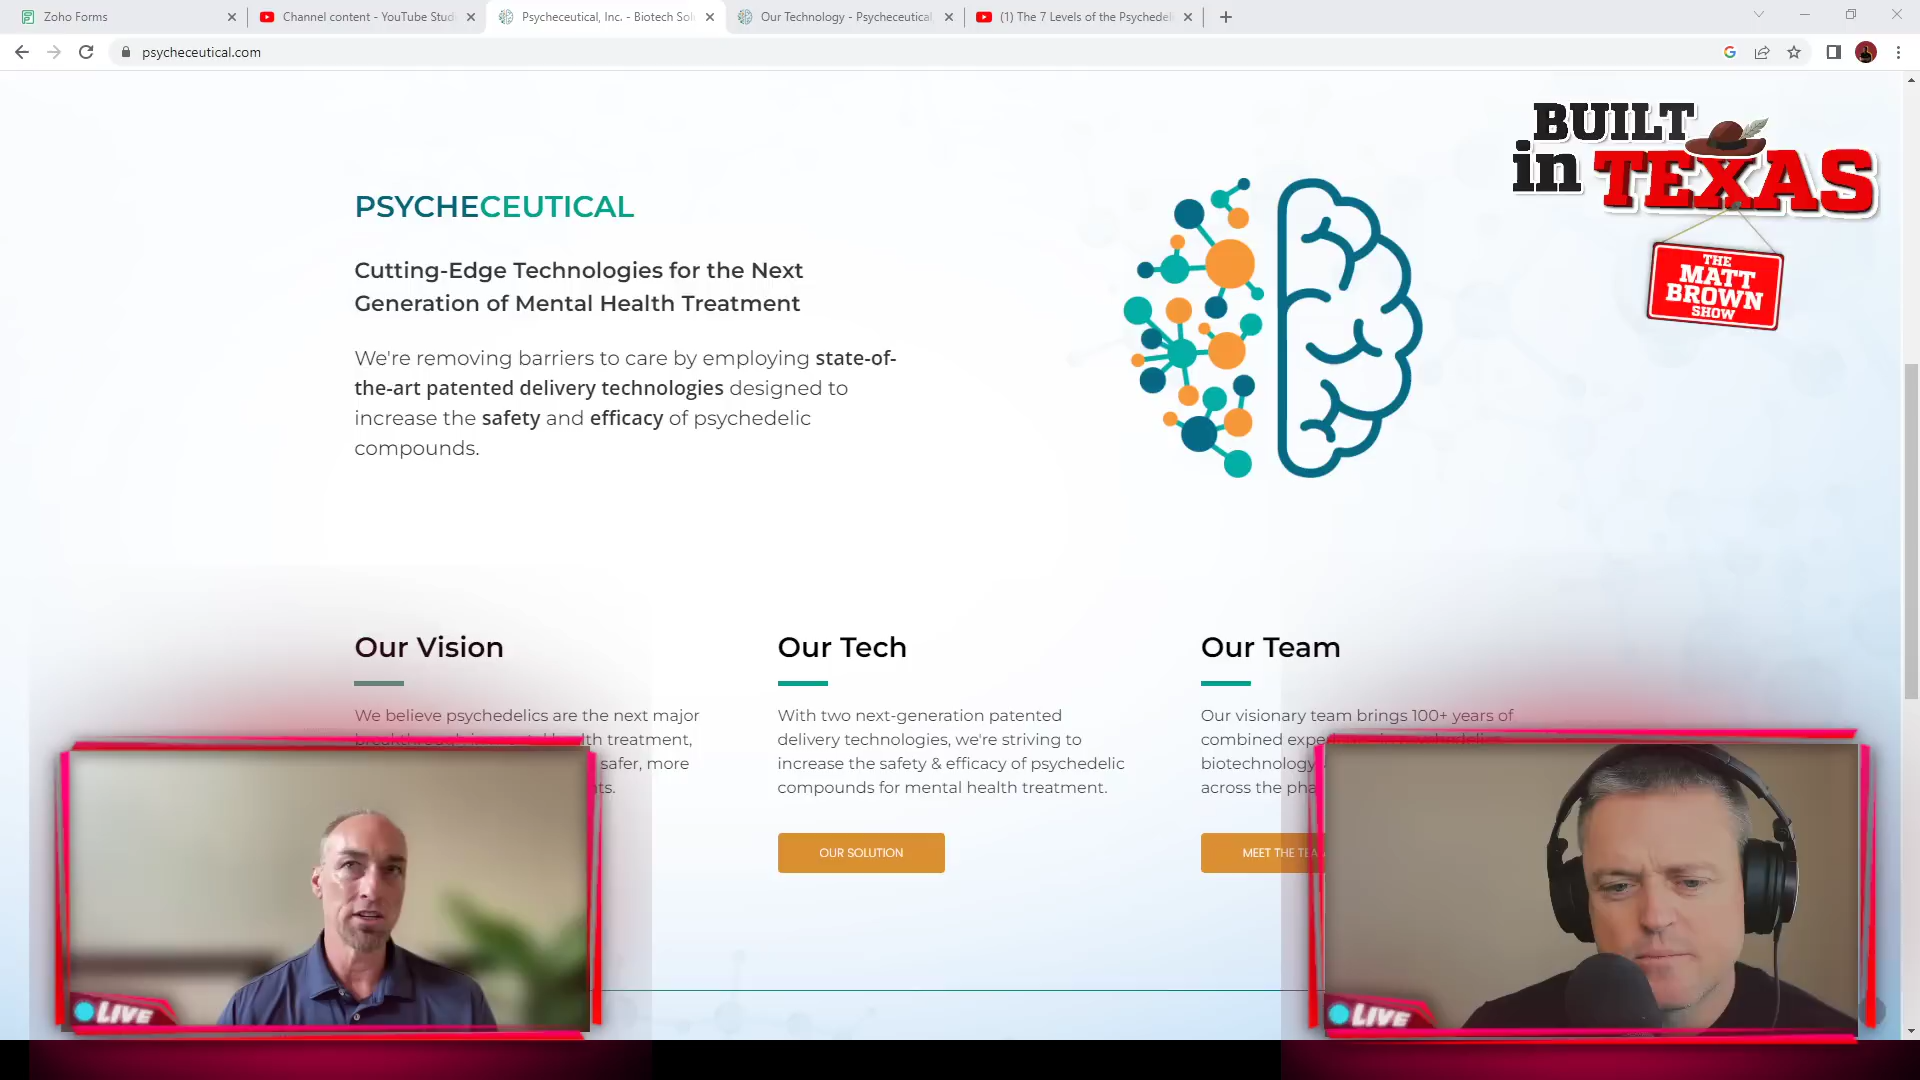 Zoho Forms
Channel content - YouTube Stud
Psycheceutical, Inc. - Biotech Sol
Our Technology - Psycheceutical,
(1) The 7 Levels of the Psychedel
psycheceutical.com
BUILT
in TEXAS
THE
MATT
BROWN
SHOW
PSYCHECEUTICAL
Cutting-Edge Technologies for the Next
Generation of Mental Health Treatment
We're removing barriers to care by employing state-of-
the-art patented delivery technologies designed to
increase the safety and efficacy of psychedelic
compounds.
Our Vision
We believe psychedelics are the next major
treatment,
safer, more
Our Tech
With two next-generation patented
delivery technologies, we're striving to
increase the safety & efficacy of psychedelic
compounds for mental health treatment.
OUR SOLUTION
Our Team
Our visionary team brings 100+ years of
combined
biotechnology
across the
MEET THE
LIVE
LIVE